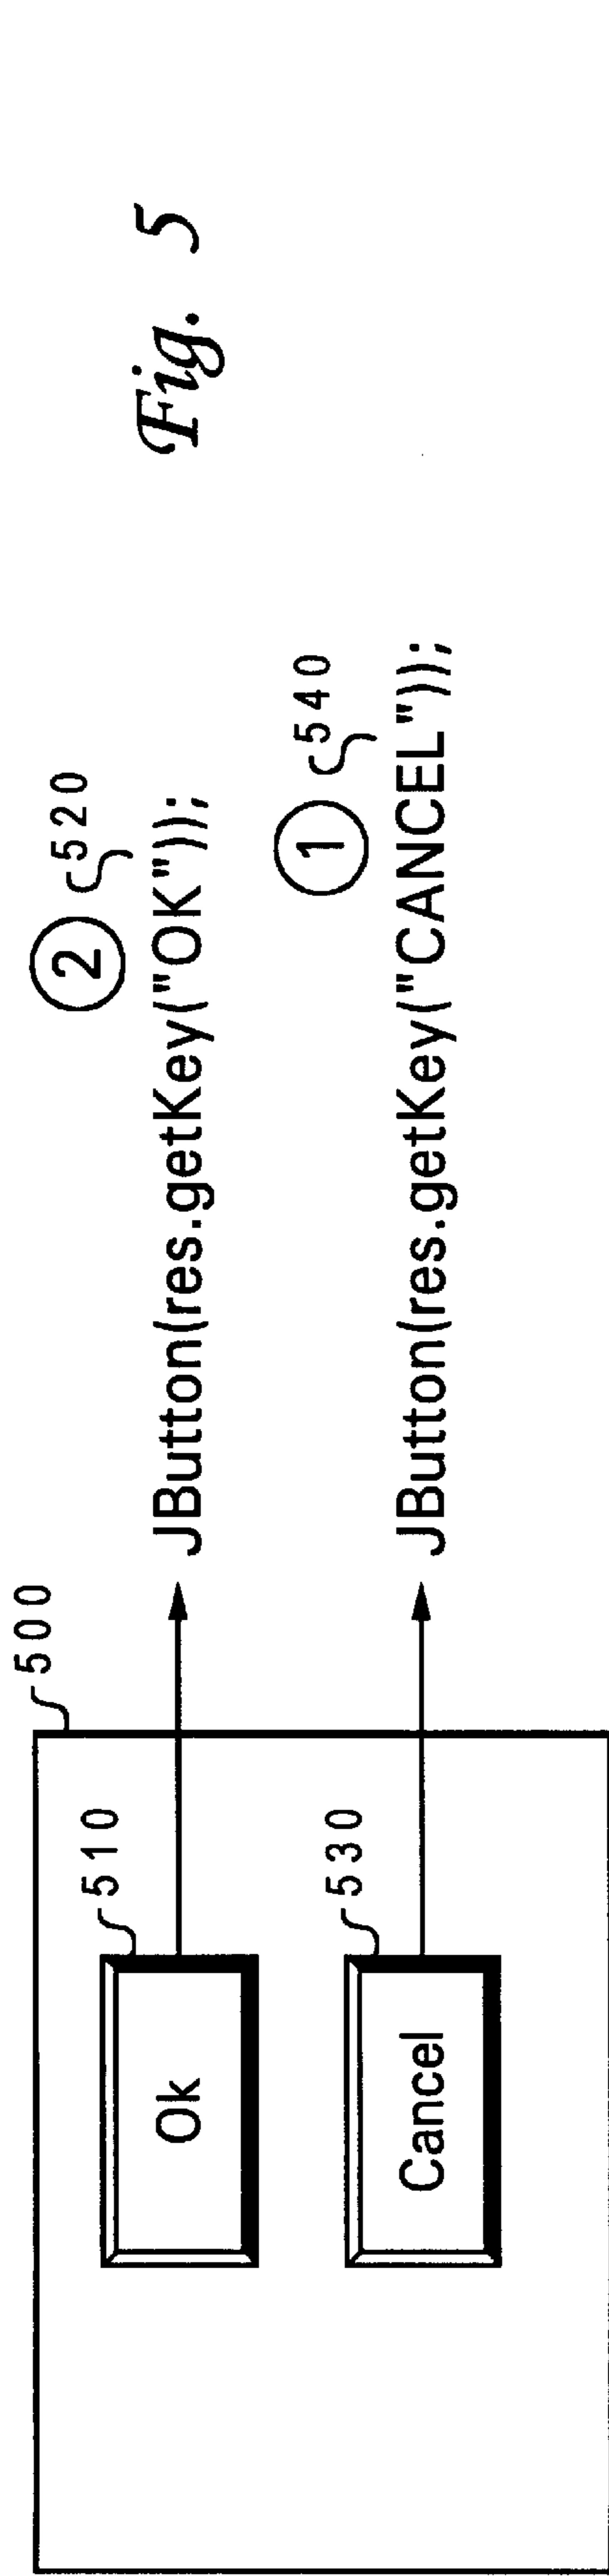 500
510
Ok
2
520
JButton(res.getKey("OK"));
530
Cancel
1
540
JButton(res.getKey("CANCEL"));
Fig. 5